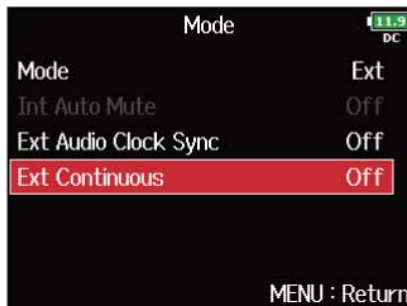 Mode
11.9
DC
Mode Ext
Int Auto Mute Off
Ext Audio Clock Sync Off
Ext Continuous Off
MENU : Return